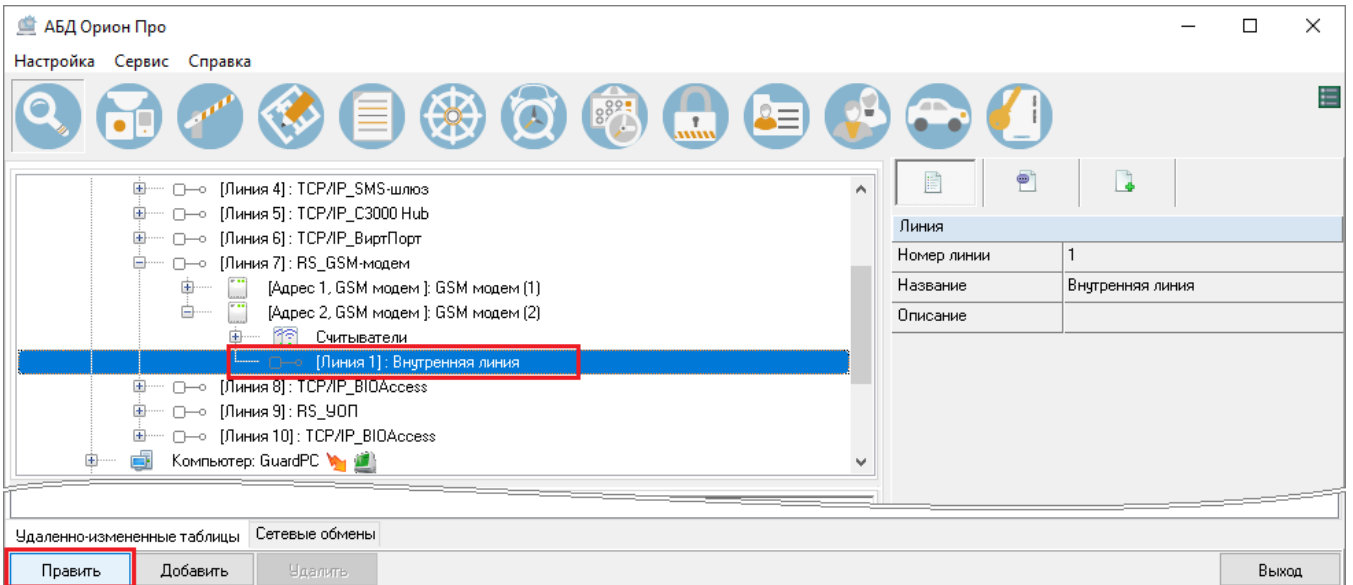 АБД Орион Про
Настройка Сервис Справка
[Линия 4] : TCP/IP_SMS-шлюз
[Линия 5] : TCP/IP_C3000 Hub
[Линия 6] : TCP/IP_ВиртПорт
[Линия 7] : RS_GSM-модем
[Адрес 1, GSM модем ]: GSM модем (1)
[Адрес 2, GSM модем ]: GSM модем (2)
Считыватели
[Линия 1] : Внутренняя линия
[Линия 8] : TCP/IP_BIOAccess
[Линия 9] : RS_УОП
[Линия 10] : TCP/IP_BIOAccess
Компьютер: GuardPC
Линия
Номер линии 1
Название Внутренняя линия
Описание
Удаленно-измененные таблицы Сетевые обмены
Править Добавить Удалить Выход